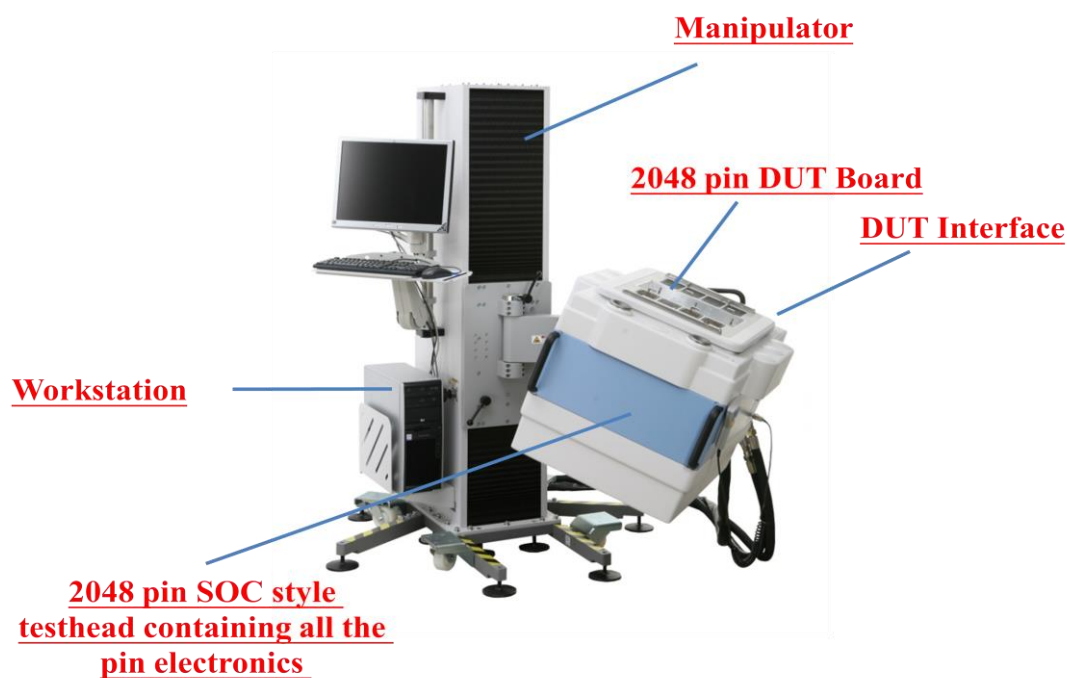 Manipulator
2048 pin DUT Board
DUT Interface
Workstation
2048 pin SOC style
testhead containing all the
pin electronics